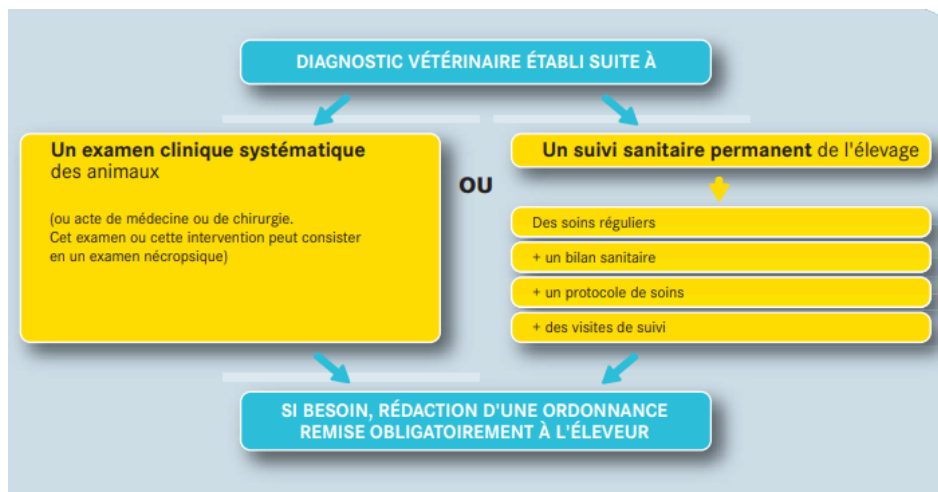 DIAGNOSTIC VÉTÉRINAIRE ÉTABLI SUITE À
Un examen clinique systématique
des animaux
(ou acte de médecine ou de chirurgie.
Cet examen ou cette intervention peut consister
en un examen nécropsique)
OU
Un suivi sanitaire permanent de l'élevage
Des soins réguliers
+ un bilan sanitaire
+ un protocole de soins
+ des visites de suivi
SI BESOIN, RÉDACTION D'UNE ORDONNANCE
REMISE OBLIGATOIREMENT À L'ÉLEVEUR